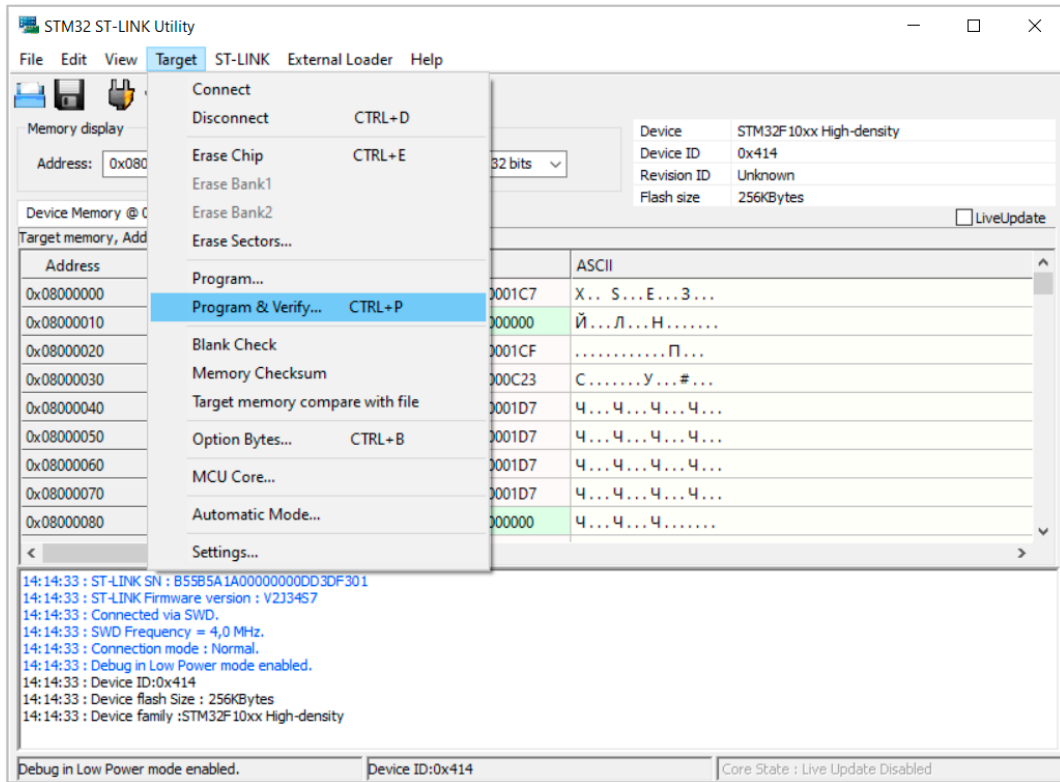 STM32 ST-LINK Utility
File Edit View Target ST-LINK External Loader Help
Connect
Disconnect CTRL+D
Erase Chip CTRL+E
Erase Bank1
Erase Bank2
Erase Sectors...
Program...
Program & Verify... CTRL+P
Blank Check
Memory Checksum
Target memory compare with file
Option Bytes... CTRL+B
MCU Core...
Automatic Mode...
Settings...
Memory display
Address: 0x080 32 bits
Device STM32F10xx High-density
Device ID 0x414
Revision ID Unknown
Flash size 256KBytes
LiveUpdate
Device Memory @ 0
Target memory, Add
Address ASCII
0x08000000 0001C7 X.. S...E...3...
0x08000010 000000 Й...Л...Н.......
0x08000020 0001CF ............П...
0x08000030 000C23 С.......У...#...
0x08000040 0001D7 Ч...Ч...Ч...Ч...
0x08000050 0001D7 Ч...Ч...Ч...Ч...
0x08000060 0001D7 Ч...Ч...Ч...Ч...
0x08000070 0001D7 Ч...Ч...Ч...Ч...
0x08000080 000000 Ч...Ч...Ч.......
14:14:33 : ST-LINK SN : B55B5A1A00000000DD3DF301
14:14:33 : ST-LINK Firmware version : V2J34S7
14:14:33 : Connected via SWD.
14:14:33 : SWD Frequency = 4,0 MHz.
14:14:33 : Connection mode : Normal.
14:14:33 : Debug in Low Power mode enabled.
14:14:33 : Device ID:0x414
14:14:33 : Device flash Size : 256KBytes
14:14:33 : Device family :STM32F10xx High-density
Debug in Low Power mode enabled. Device ID:0x414 Core State : Live Update Disabled